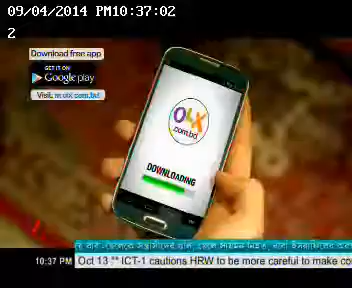 09/04/2014 PM10:37:02
2
Download free app
GET IT ON
Google play
Visit: m.olx.com.bd
OLX
.com.bd
DOWNLOADING
10:37 PM
Oct 13 " ICT-1 cautions HRW to be more careful to make co